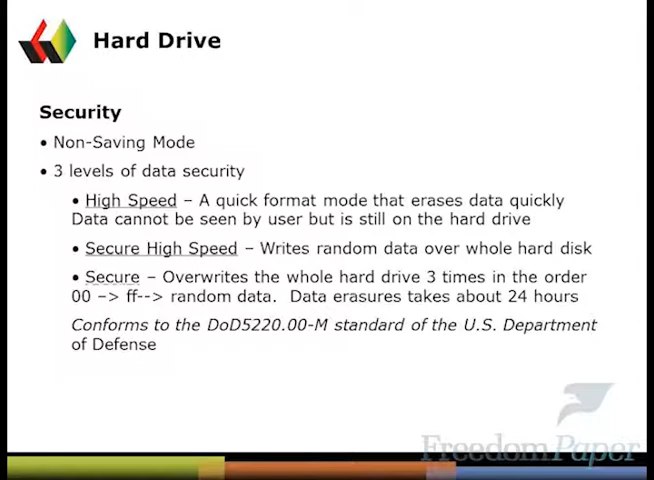 Hard Drive
Security
• Non-Saving Mode
• 3 levels of data security
• High Speed – A quick format mode that erases data quickly
Data cannot be seen by user but is still on the hard drive
• Secure High Speed – Writes random data over whole hard disk
• Secure – Overwrites the whole hard drive 3 times in the order
00 –> ff--> random data.  Data erasures takes about 24 hours
Conforms to the DoD5220.00-M standard of the U.S. Department
of Defense
FreedomPaper